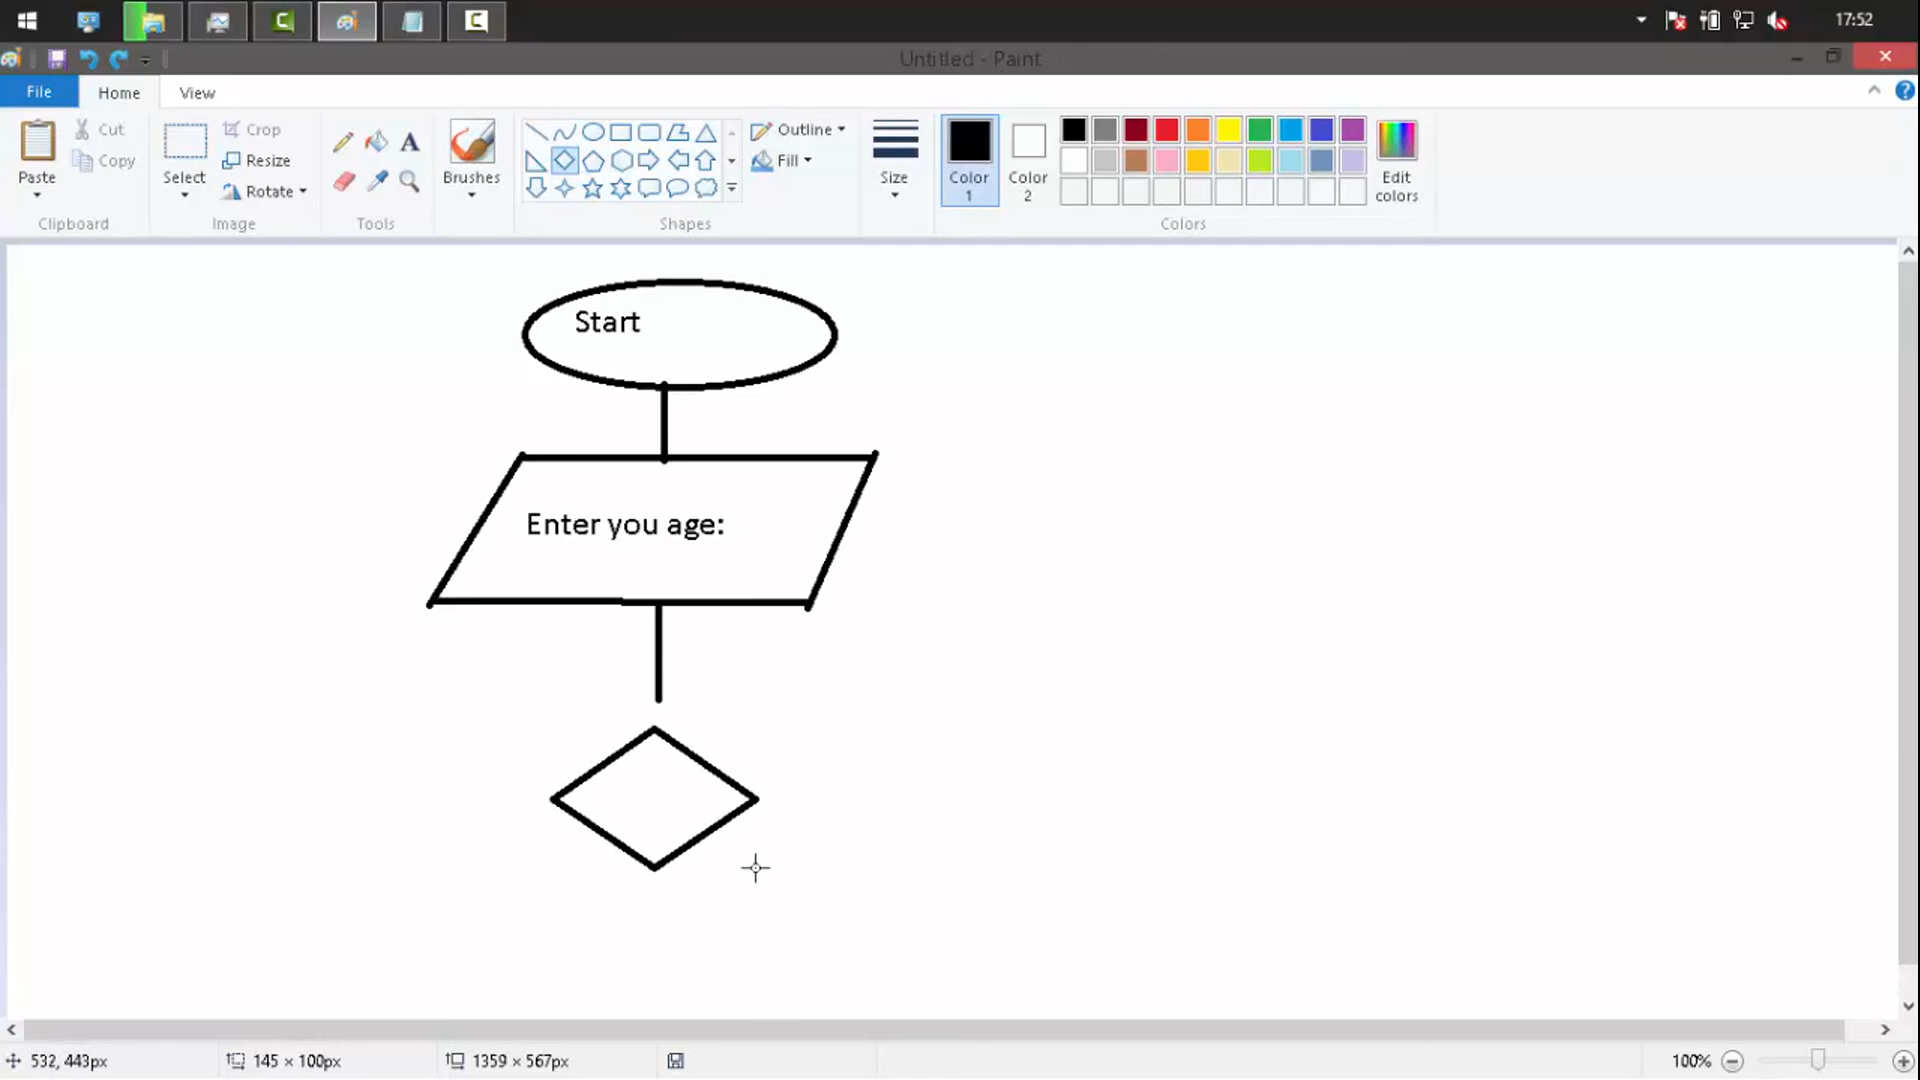 17:52
Untitled - Paint
File Home View
Paste
Cut
Copy
Clipboard
Select
Crop
Resize
Rotate
Image
A
Tools
Brushes
Outline
Fill
Shapes
Size
Color 1
Color 2
Edit colors
Colors
Start
Enter you age:
532, 443px
145 × 100px
1359 × 567px
100%